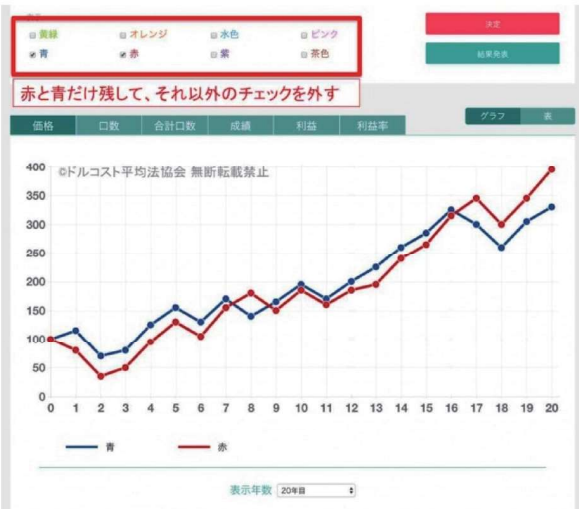 黄緑 オレンジ 水色 ピンク
青 赤 紫 茶色
決定
結果発表
赤と青だけ残して、それ以外のチェックを外す
グラフ 表
価格 口数 合計口数 成績 利益 利益率
©ドルコスト平均法協会 無断転載禁止
400
350
300
260
200
150
100
50
0
0 1 2 3 4 5 6 7 8 9 10 11 12 13 14 15 16 17 18 19 20
青 赤
表示年数 20年目